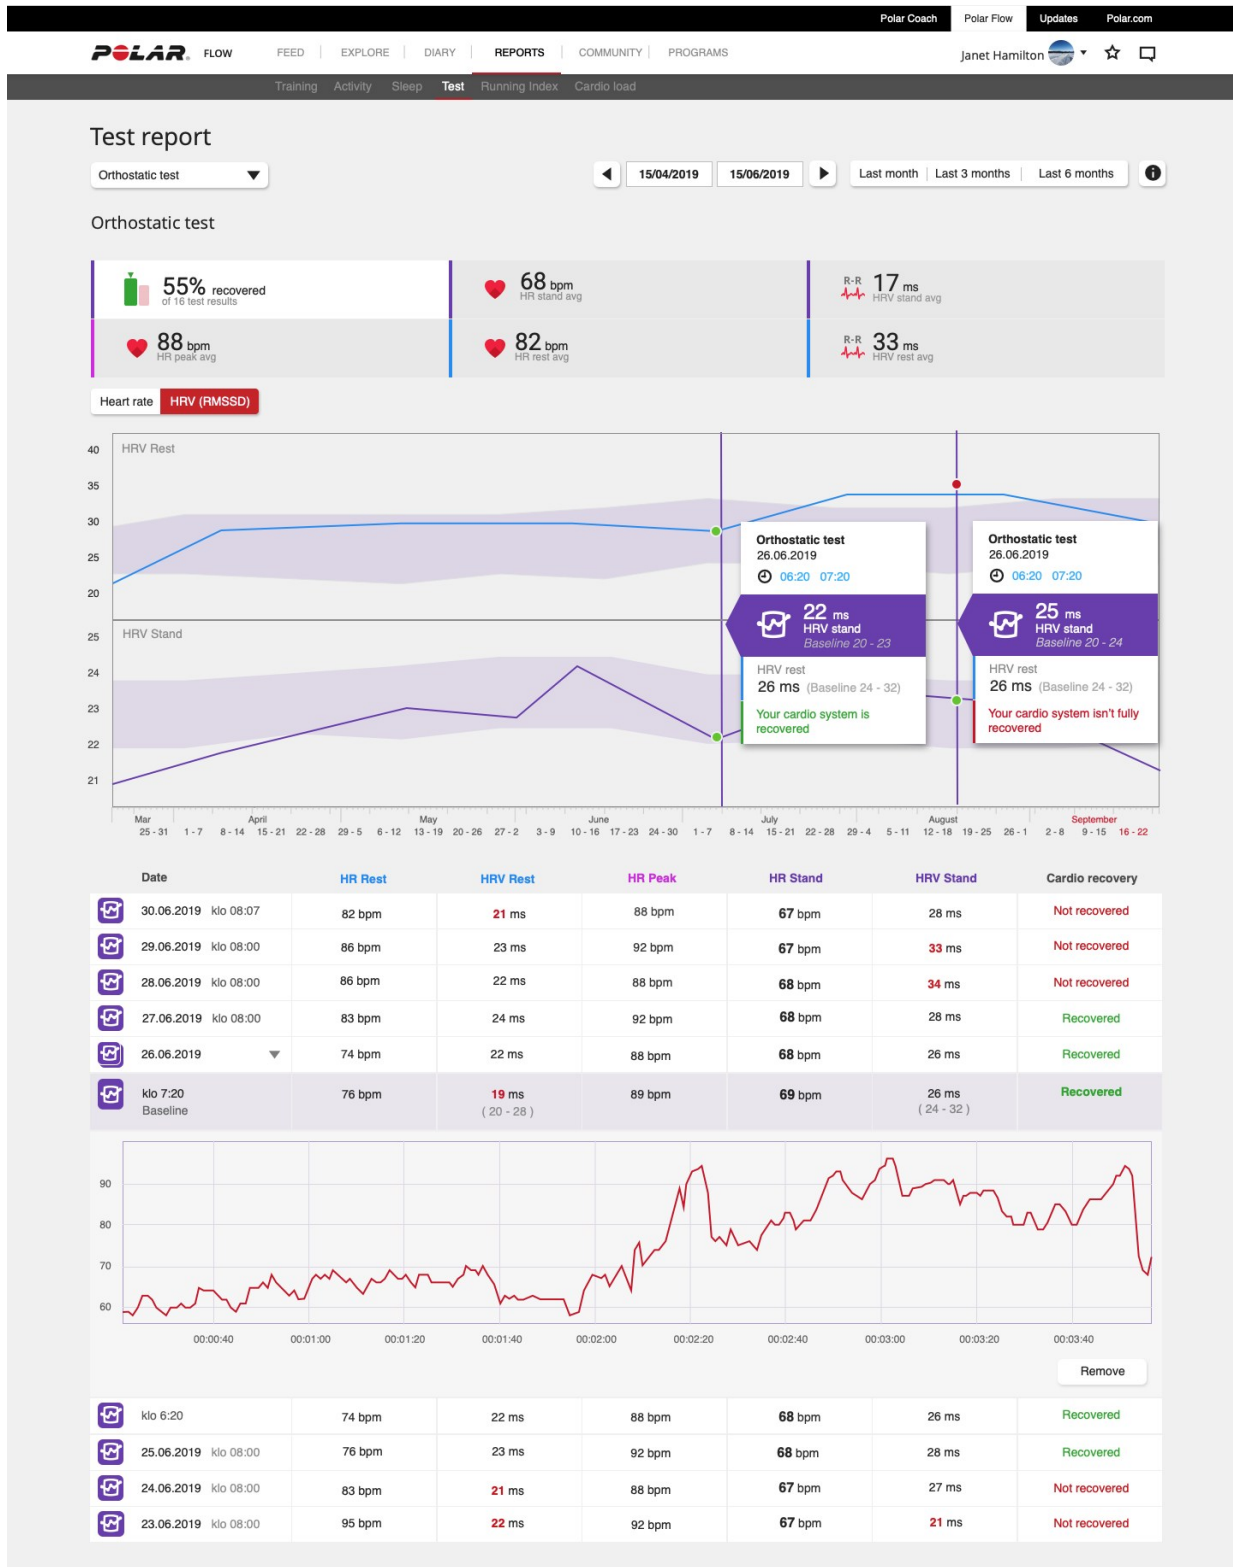 Polar Coach Polar Flow Updates Polar.com
POLAR. FLOW FEED EXPLORE DIARY REPORTS COMMUNITY PROGRAMS Janet Hamilton
Training Activity Sleep Test Running Index Cardio load
Test report
Orthostatic test 15/04/2019 15/06/2019 Last month Last 3 months Last 6 months
Orthostatic test
55% recovered
of 16 test results
68 bpm
HR stand avg
R-R 17 ms
HRV stand avg
88 bpm
HR peak avg
82 bpm
HR rest avg
R-R 33 ms
HRV rest avg
Heart rate HRV (RMSSD)
40 HRV Rest
35
30
25
20
25 HRV Stand
24
23
22
21
Orthostatic test
26.06.2019
06:20 07:20
22 ms
HRV stand
Baseline 20 - 23
HRV rest
26 ms (Baseline 24 - 32)
Your cardio system is
recovered
Orthostatic test
26.06.2019
06:20 07:20
25 ms
HRV stand
Baseline 20 - 24
HRV rest
26 ms (Baseline 24 - 32)
Your cardio system isn't fully
recovered
Mar April May June July August September
25 - 31 1 - 7 8 - 14 15 - 21 22 - 28 29 - 5 6 - 12 13 - 19 20 - 26 27 - 2 3 - 9 10 - 16 17 - 23 24 - 30 1 - 7 8 - 14 15 - 21 22 - 28 29 - 4 5 - 11 12 - 18 19 - 25 26 - 1 2 - 8 9 - 15 16 - 22
Date HR Rest HRV Rest HR Peak HR Stand HRV Stand Cardio recovery
30.06.2019 klo 08:07 82 bpm 21 ms 88 bpm 67 bpm 28 ms Not recovered
29.06.2019 klo 08:00 86 bpm 23 ms 92 bpm 67 bpm 33 ms Not recovered
28.06.2019 klo 08:00 86 bpm 22 ms 88 bpm 68 bpm 34 ms Not recovered
27.06.2019 klo 08:00 83 bpm 24 ms 92 bpm 68 bpm 28 ms Recovered
26.06.2019 74 bpm 22 ms 88 bpm 68 bpm 26 ms Recovered
klo 7:20 76 bpm 19 ms 89 bpm 69 bpm 26 ms Recovered
Baseline ( 20 - 28 ) ( 24 - 32 )
90
80
70
60
00:00:40 00:01:00 00:01:20 00:01:40 00:02:00 00:02:20 00:02:40 00:03:00 00:03:20 00:03:40
Remove
klo 6:20 74 bpm 22 ms 88 bpm 68 bpm 26 ms Recovered
25.06.2019 klo 08:00 76 bpm 23 ms 92 bpm 68 bpm 28 ms Recovered
24.06.2019 klo 08:00 83 bpm 21 ms 88 bpm 67 bpm 27 ms Not recovered
23.06.2019 klo 08:00 95 bpm 22 ms 92 bpm 67 bpm 21 ms Not recovered